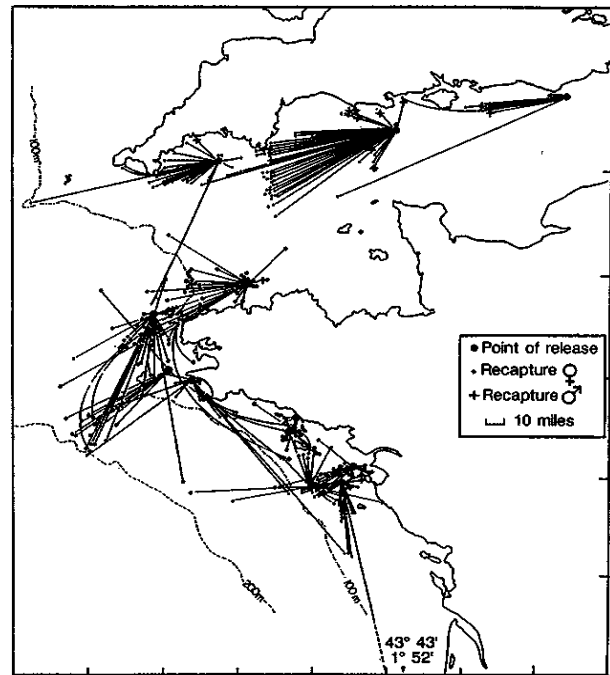 100m
Point of release
Recapture ♀
Recapture ♂
10 miles
200m
100m
43° 43'
1° 52'